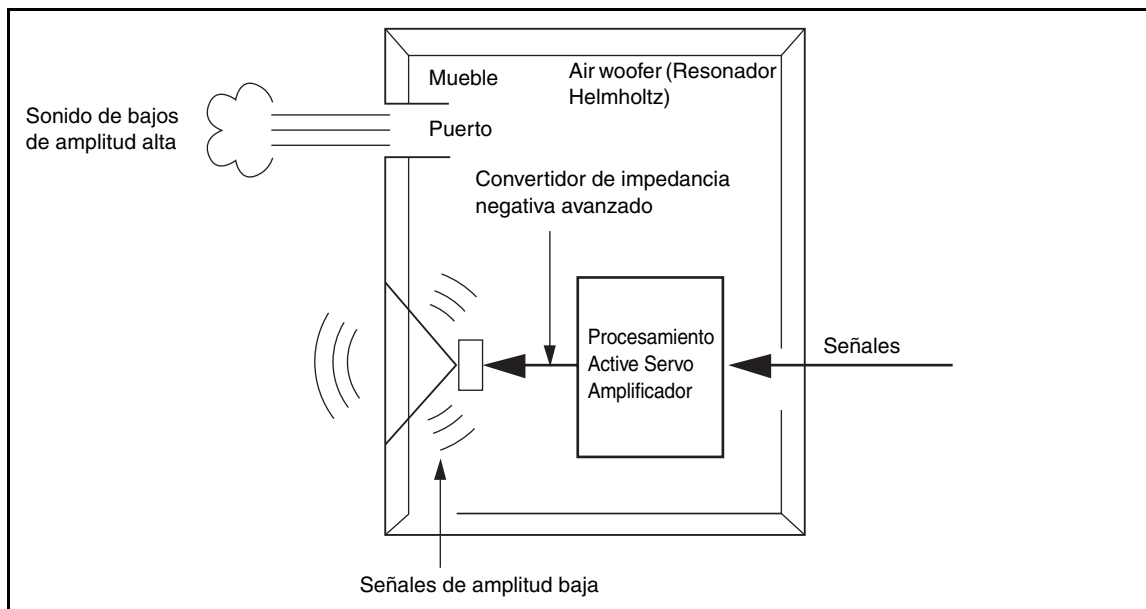 Mueble
Air woofer (Resonador
Helmholtz)
Sonido de bajos
de amplitud alta
Puerto
Convertidor de impedancia
negativa avanzado
Procesamiento
Active Servo
Amplificador
Señales
Señales de amplitud baja